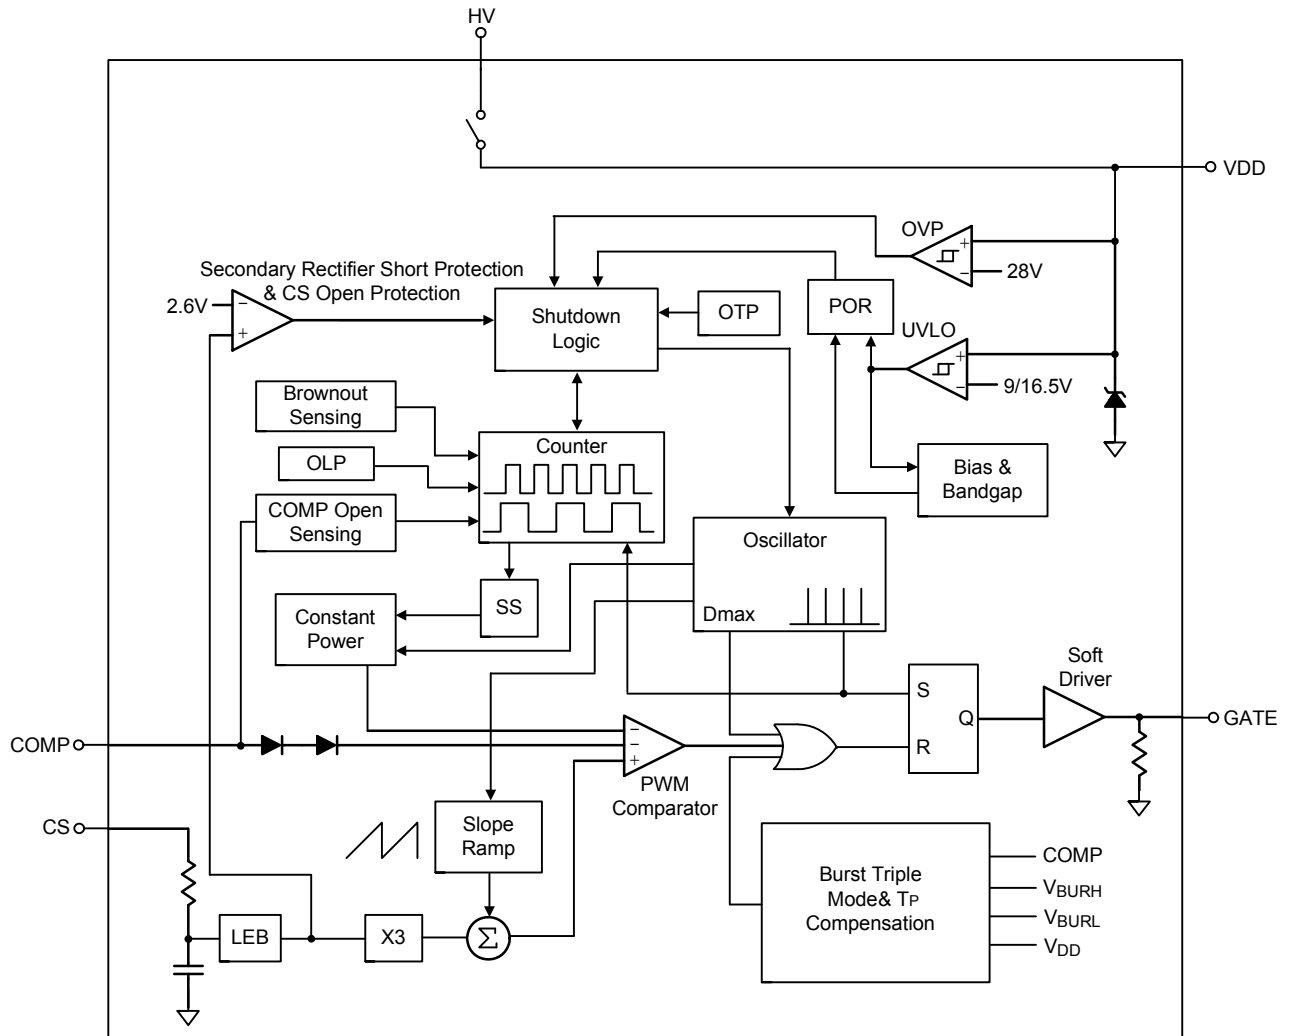 HV
VDD
OVP
28V
Secondary Rectifier Short Protection
& CS Open Protection
2.6V
Shutdown
Logic
OTP
POR
UVLO
9/16.5V
Brownout
Sensing
Counter
OLP
Bias &
Bandgap
COMP Open
Sensing
Oscillator
Dmax
SS
Constant
Power
Soft
Driver
S
Q
R
GATE
COMP
PWM
Comparator
CS
Slope
Ramp
Burst Triple
Mode& TP
Compensation
COMP
VBURH
VBURL
VDD
LEB
X3
Σ